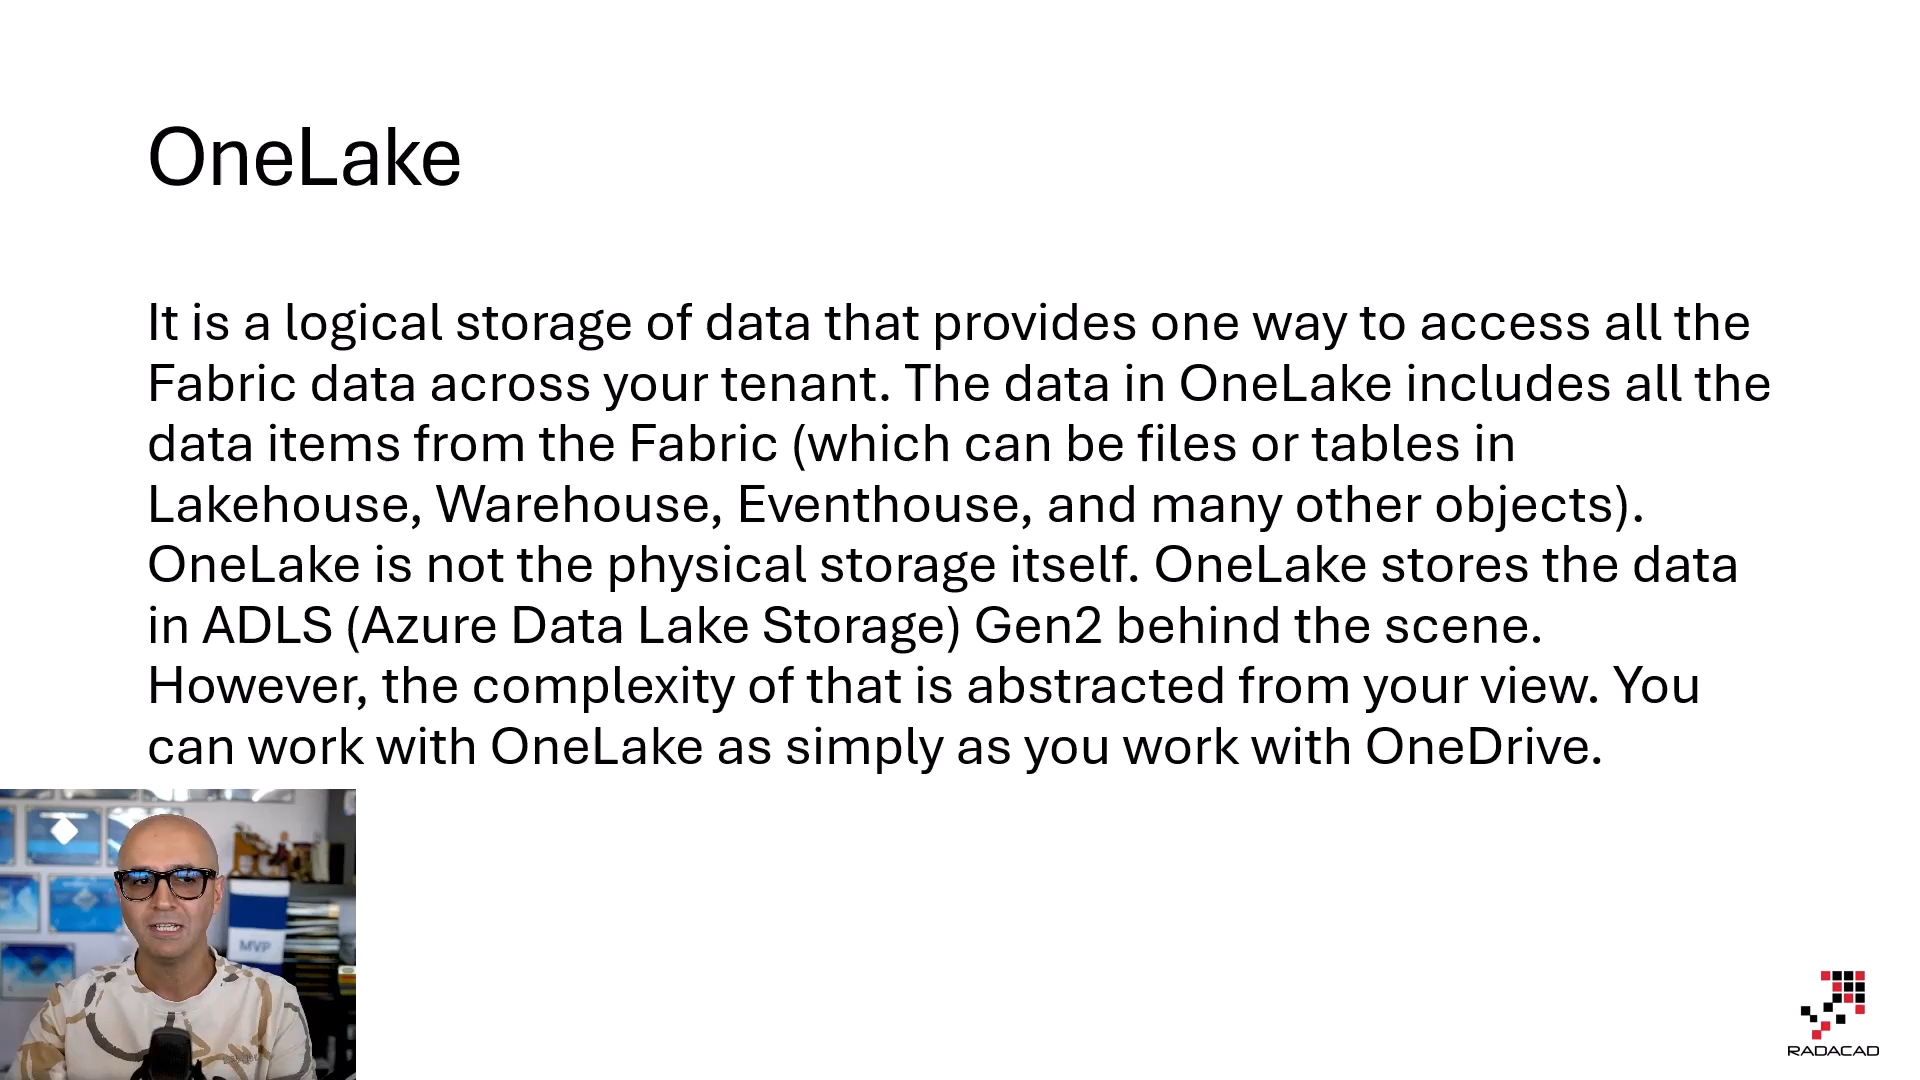 OneLake
It is a logical storage of data that provides one way to access all the
Fabric data across your tenant. The data in OneLake includes all the
data items from the Fabric (which can be files or tables in
Lakehouse, Warehouse, Eventhouse, and many other objects).
OneLake is not the physical storage itself. OneLake stores the data
in ADLS (Azure Data Lake Storage) Gen2 behind the scene.
However, the complexity of that is abstracted from your view. You
can work with OneLake as simply as you work with OneDrive.
MVP
RADACAD